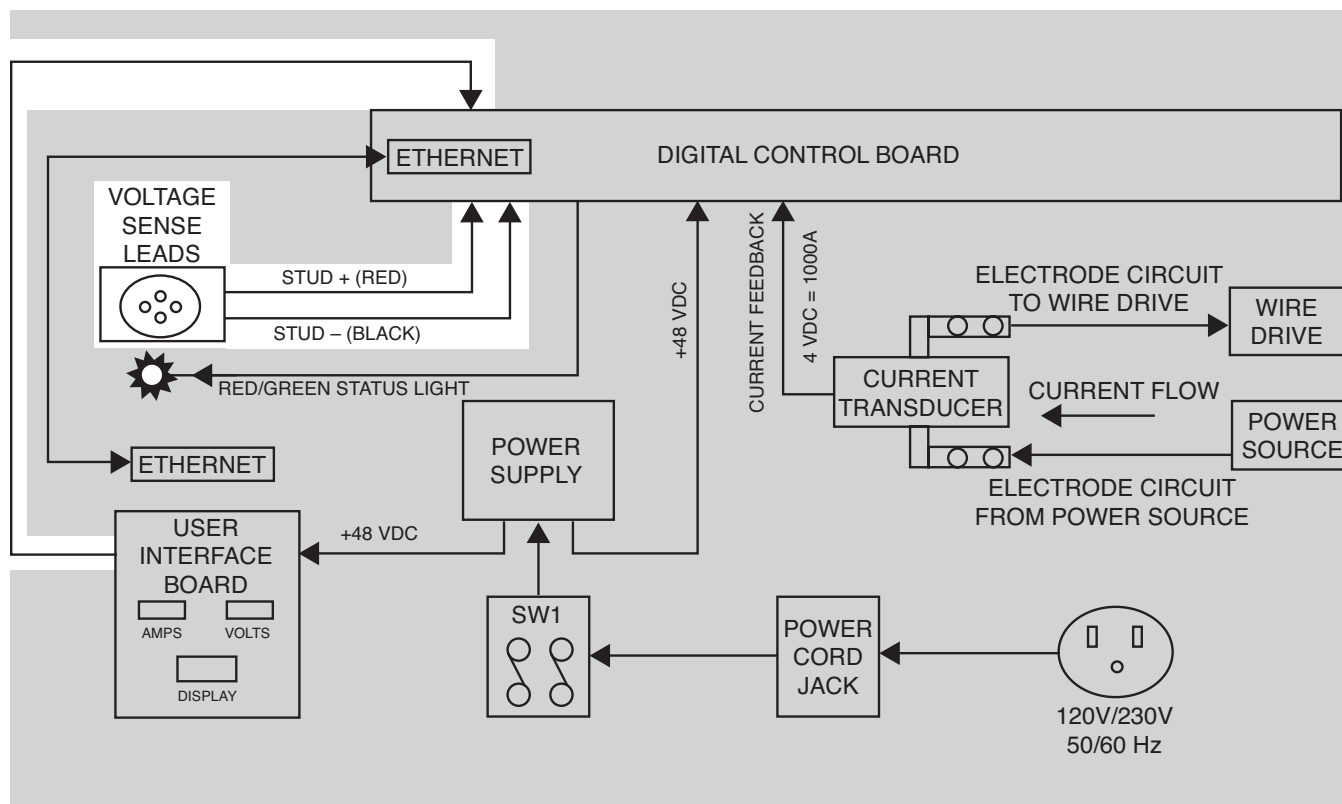 ETHERNET
DIGITAL CONTROL BOARD
VOLTAGE
SENSE
LEADS
STUD + (RED)
STUD – (BLACK)
RED/GREEN STATUS LIGHT
+48 VDC
CURRENT FEEDBACK
4 VDC = 1000A
ELECTRODE CIRCUIT
TO WIRE DRIVE
WIRE
DRIVE
CURRENT
TRANSDUCER
CURRENT FLOW
POWER
SOURCE
ELECTRODE CIRCUIT
FROM POWER SOURCE
POWER
SUPPLY
ETHERNET
USER
INTERFACE
BOARD
AMPS
VOLTS
DISPLAY
+48 VDC
SW1
POWER
CORD
JACK
120V/230V
50/60 Hz